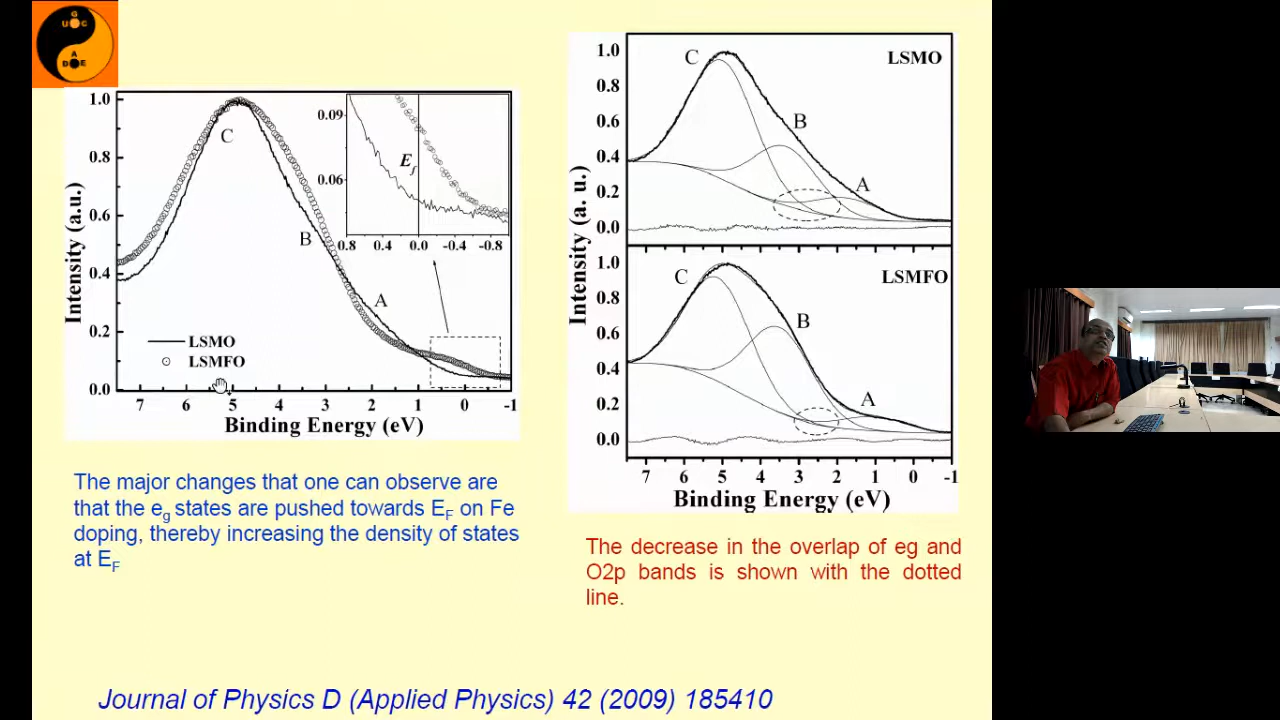 G
U G C
A
D E
1.0
0.8
0.6
0.4
0.2
0.0
Intensity (a.u.)
C
B
A
LSMO
LSMFO
7 6 5 4 3 2 1 0 -1
Binding Energy (eV)
0.09
0.06
Ef
0.8 0.4 0.0 -0.4 -0.8
1.0
0.8
0.6
0.4
0.2
0.0
C
B
A
LSMO
Intensity (a. u.)
1.0
0.8
0.6
0.4
0.2
0.0
C
B
A
LSMFO
7 6 5 4 3 2 1 0 -1
Binding Energy (eV)
The major changes that one can observe are
that the eg states are pushed towards EF on Fe
doping, thereby increasing the density of states
at EF
The decrease in the overlap of eg and
O2p bands is shown with the dotted
line.
Journal of Physics D (Applied Physics) 42 (2009) 185410